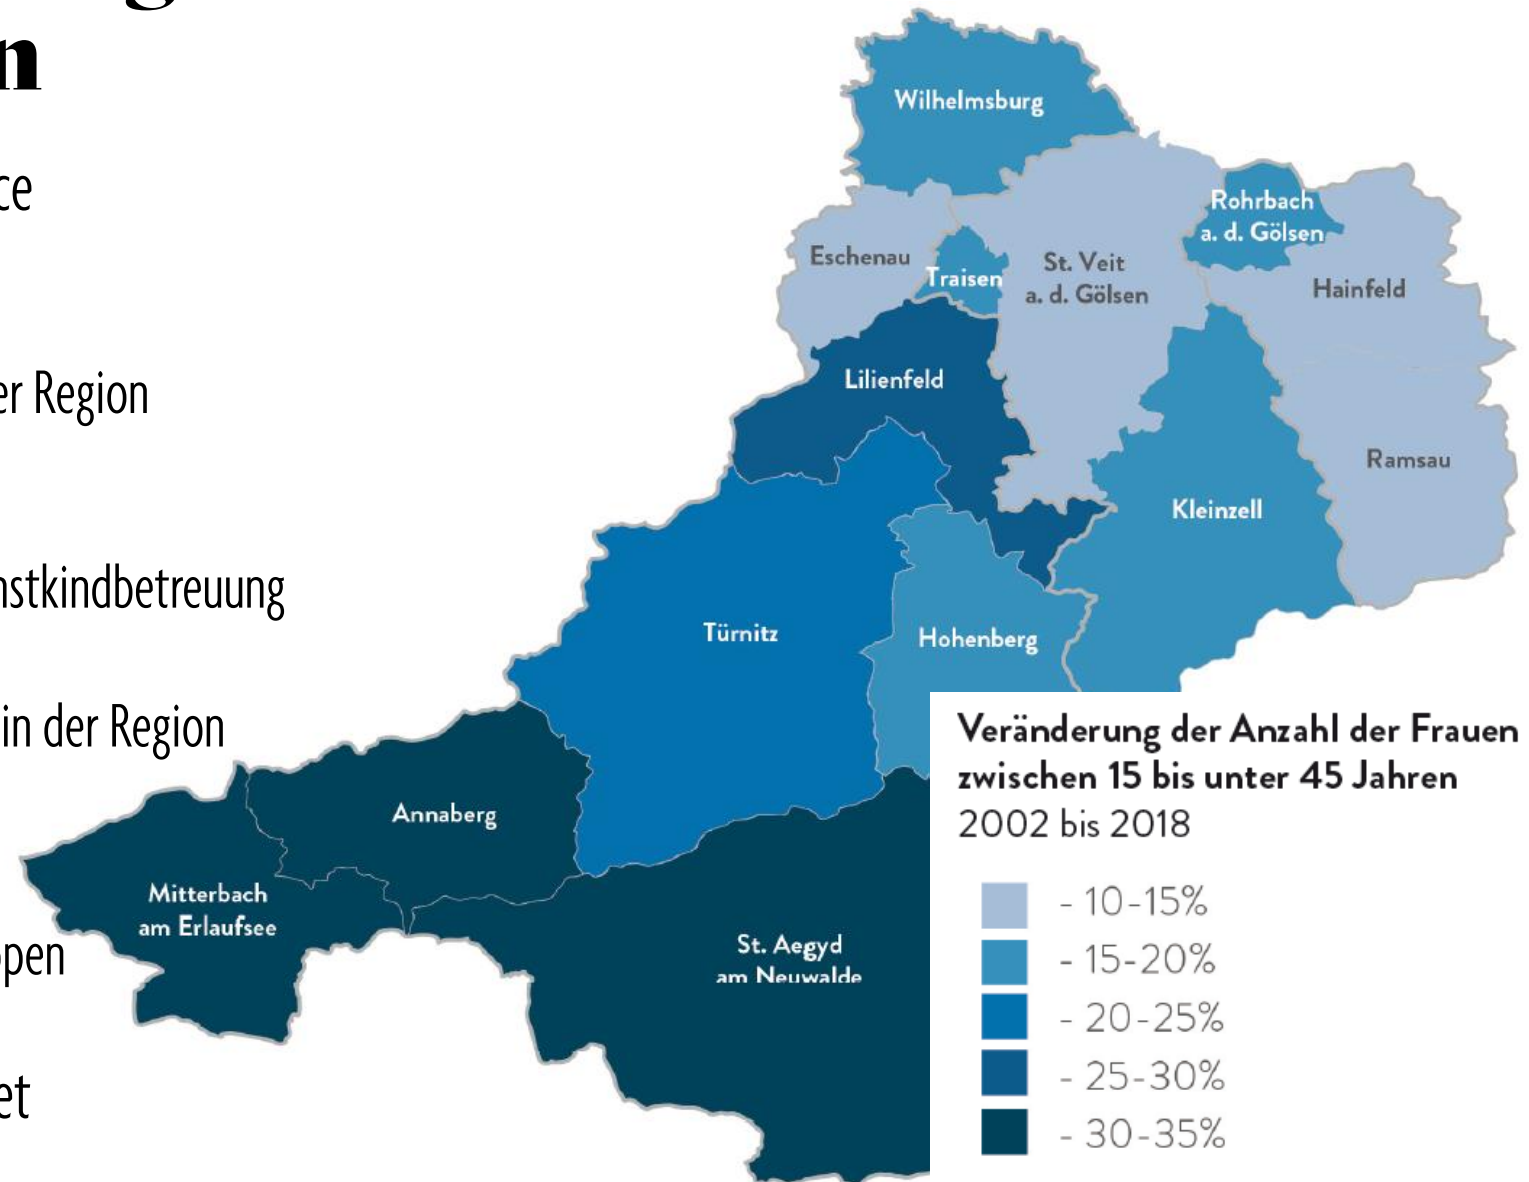 n
ce
er Region
nstkindbetreuung
in der Region
ppen
et
Wilhelmsburg
Rohrbach
a. d. Gölsen
Eschenau
Traisen
St. Veit
a. d. Gölsen
Hainfeld
Lilienfeld
Ramsau
Kleinzell
Türnitz
Hohenberg
Annaberg
Mitterbach
am Erlaufsee
St. Aegyd
am Neuwalde
Veränderung der Anzahl der Frauen
zwischen 15 bis unter 45 Jahren
2002 bis 2018
- 10-15%
- 15-20%
- 20-25%
- 25-30%
- 30-35%